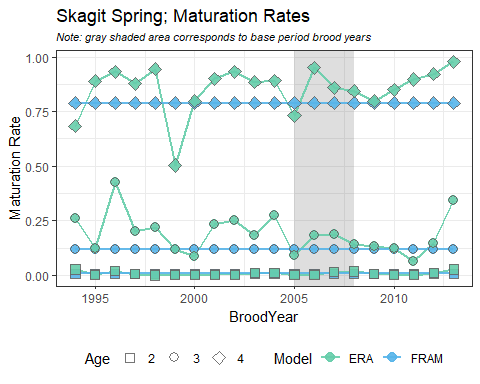 Skagit Spring; Maturation Rates
Note: gray shaded area corresponds to base period brood years
1.00
0.75
0.50
0.25
0.00
Maturation Rate
1995 2000 2005 2010
BroodYear
Age 2 3 4 Model ERA FRAM